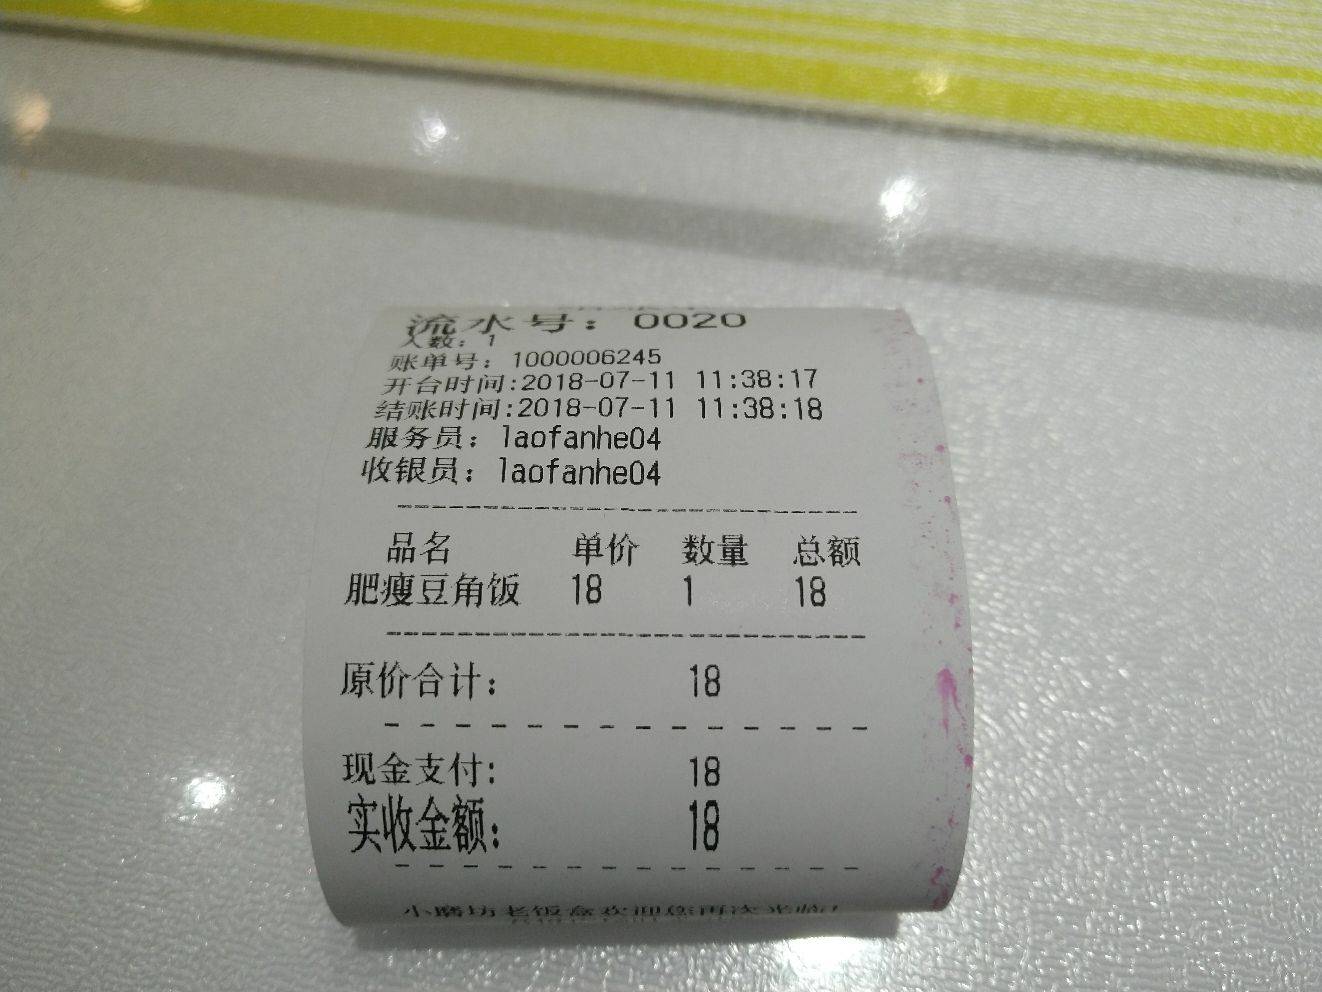 流水号：0020
人数：1
账单号：1000006245
开台时间:2018-07-11 11:38:17
结账时间:2018-07-11 11:38:18
服务员：laofanhe04
收银员：laofanhe04
品名 单价 数量 总额
肥瘦豆角饭 18 1 18
原价合计： 18
现金支付: 18
实收金额： 18
小磨坊老饭盒欢迎您再次光临!